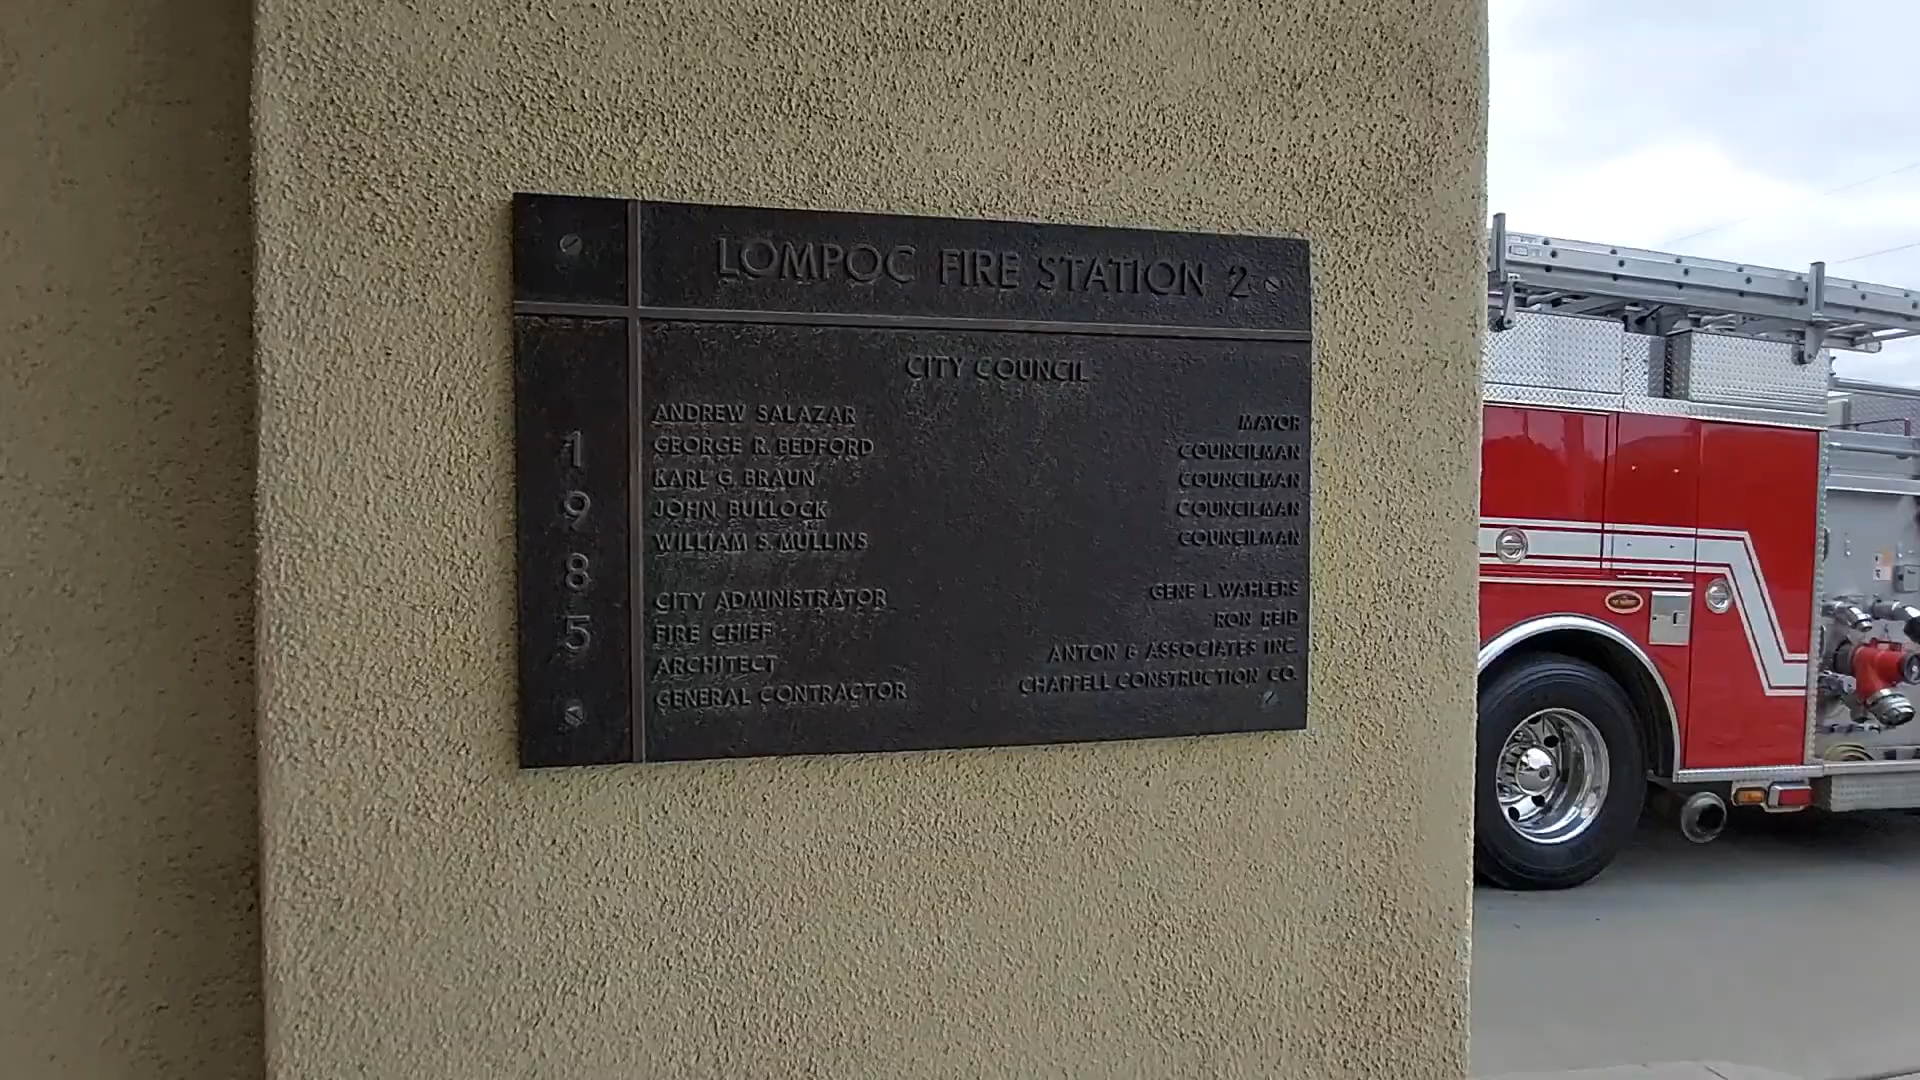 LOMPOC FIRE STATION 2
1985
CITY COUNCIL
ANDREW SALAZAR MAYOR
GEORGE R. BEDFORD COUNCILMAN
KARL G. BRAUN COUNCILMAN
JOHN BULLOCK COUNCILMAN
WILLIAM S. MULLINS COUNCILMAN
CITY ADMINISTRATOR GENE L. WAHLERS
FIRE CHIEF RON REID
ARCHITECT ANTON & ASSOCIATES INC.
GENERAL CONTRACTOR CHAPPELL CONSTRUCTION CO.